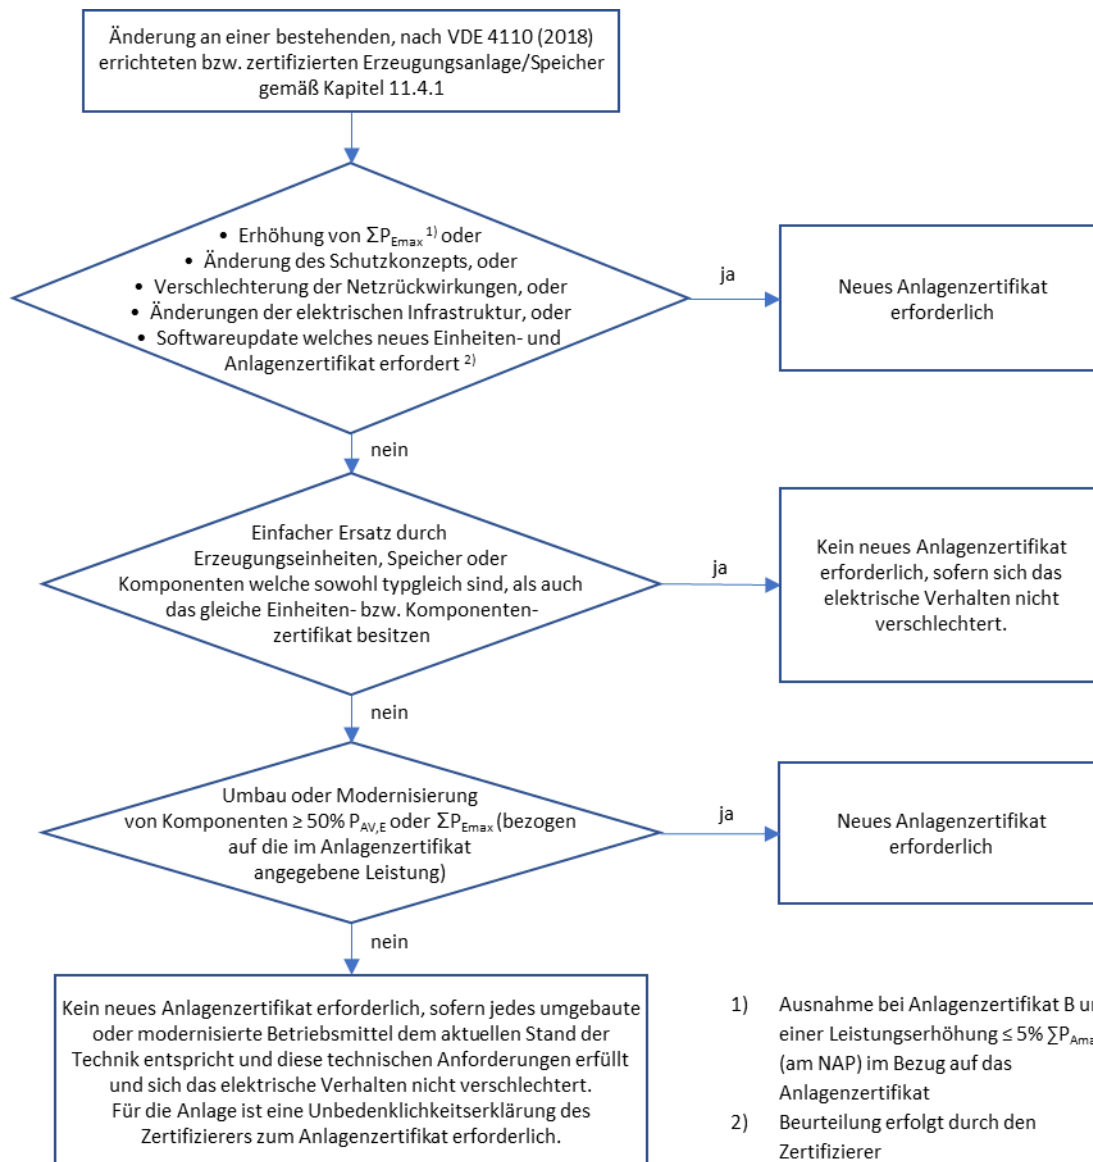 Änderung an einer bestehenden, nach VDE 4110 (2018)
errichteten bzw. zertifizierten Erzeugungsanlage/Speicher
gemäß Kapitel 11.4.1
• Erhöhung von ΣP_Emax ¹⁾ oder
• Änderung des Schutzkonzepts, oder
• Verschlechterung der Netzrückwirkungen, oder
• Änderungen der elektrischen Infrastruktur, oder
• Softwareupdate welches neues Einheiten- und
Anlagenzertifikat erfordert ²⁾
ja
Neues Anlagenzertifikat
erforderlich
nein
Einfacher Ersatz durch
Erzeugungseinheiten, Speicher oder
Komponenten welche sowohl typgleich sind, als auch
das gleiche Einheiten- bzw. Komponenten-
zertifikat besitzen
ja
Kein neues Anlagenzertifikat
erforderlich, sofern sich das
elektrische Verhalten nicht
verschlechtert.
nein
Umbau oder Modernisierung
von Komponenten ≥ 50% P_AV,E oder ΣP_Emax (bezogen
auf die im Anlagenzertifikat
angegebene Leistung)
ja
Neues Anlagenzertifikat
erforderlich
nein
Kein neues Anlagenzertifikat erforderlich, sofern jedes umgebaute
oder modernisierte Betriebsmittel dem aktuellen Stand der
Technik entspricht und diese technischen Anforderungen erfüllt
und sich das elektrische Verhalten nicht verschlechtert.
Für die Anlage ist eine Unbedenklichkeitserklärung des
Zertifizierers zum Anlagenzertifikat erforderlich.
1) Ausnahme bei Anlagenzertifikat B
einer Leistungserhöhung ≤ 5%
(am NAP) im Bezug auf das
Anlagenzertifikat
2) Beurteilung erfolgt durch den
Zertifizierer